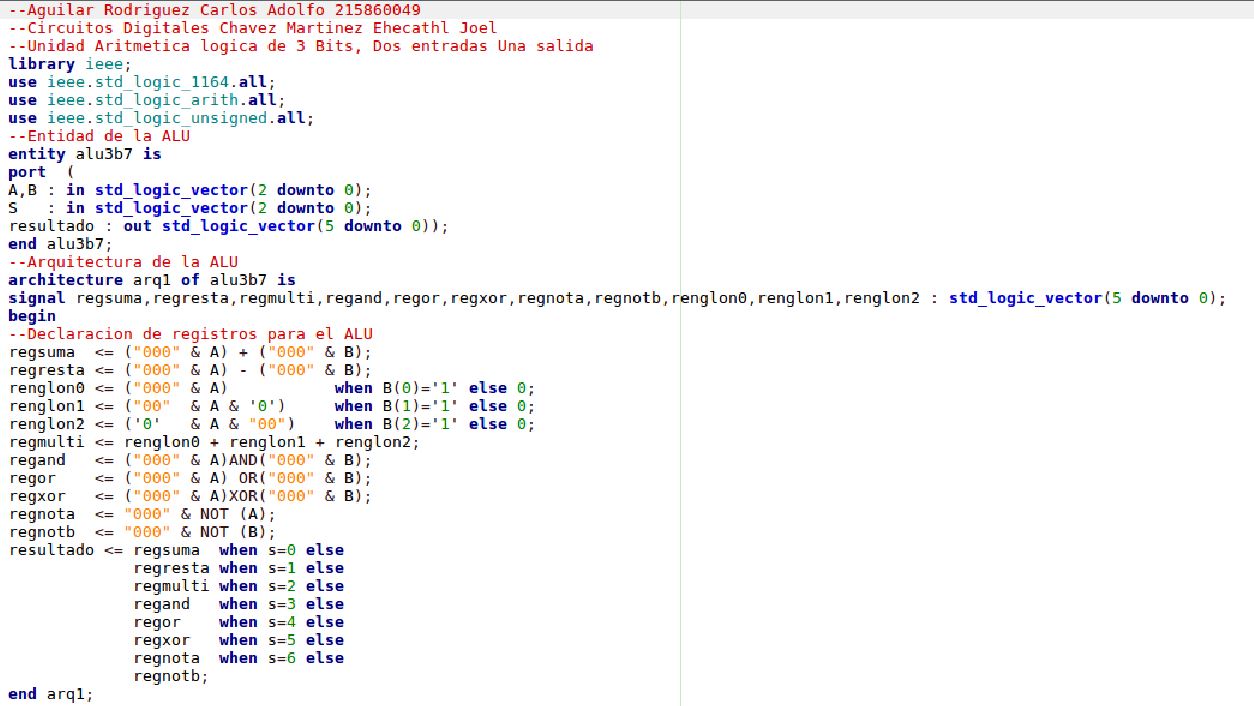 --Aguilar Rodriguez Carlos Adolfo 215860049
--Circuitos Digitales Chavez Martinez Ehecathl Joel
--Unidad Aritmetica logica de 3 Bits, Dos entradas Una salida
library ieee;
use ieee.std_logic_1164.all;
use ieee.std_logic_arith.all;
use ieee.std_logic_unsigned.all;
--Entidad de la ALU
entity alu3b7 is
port  (
A,B : in std_logic_vector(2 downto 0);
S   : in std_logic_vector(2 downto 0);
resultado : out std_logic_vector(5 downto 0));
end alu3b7;
--Arquitectura de la ALU
architecture arq1 of alu3b7 is
signal regsuma,regresta,regmulti,regand,regor,regxor,regnota,regnotb,renglon0,renglon1,renglon2 : std_logic_vector(5 downto 0);
begin
--Declaracion de registros para el ALU
regsuma  <= ("000" & A) + ("000" & B);
regresta <= ("000" & A) - ("000" & B);
renglon0 <= ("000" & A)           when B(0)='1' else 0;
renglon1 <= ("00"  & A & '0')     when B(1)='1' else 0;
renglon2 <= ('0'   & A & "00")    when B(2)='1' else 0;
regmulti <= renglon0 + renglon1 + renglon2;
regand   <= ("000" & A)AND("000" & B);
regor    <= ("000" & A) OR("000" & B);
regxor   <= ("000" & A)XOR("000" & B);
regnota  <= "000" & NOT (A);
regnotb  <= "000" & NOT (B);
resultado <= regsuma  when s=0 else
             regresta when s=1 else
             regmulti when s=2 else
             regand   when s=3 else
             regor    when s=4 else
             regxor   when s=5 else
             regnota  when s=6 else
             regnotb;
end arq1;